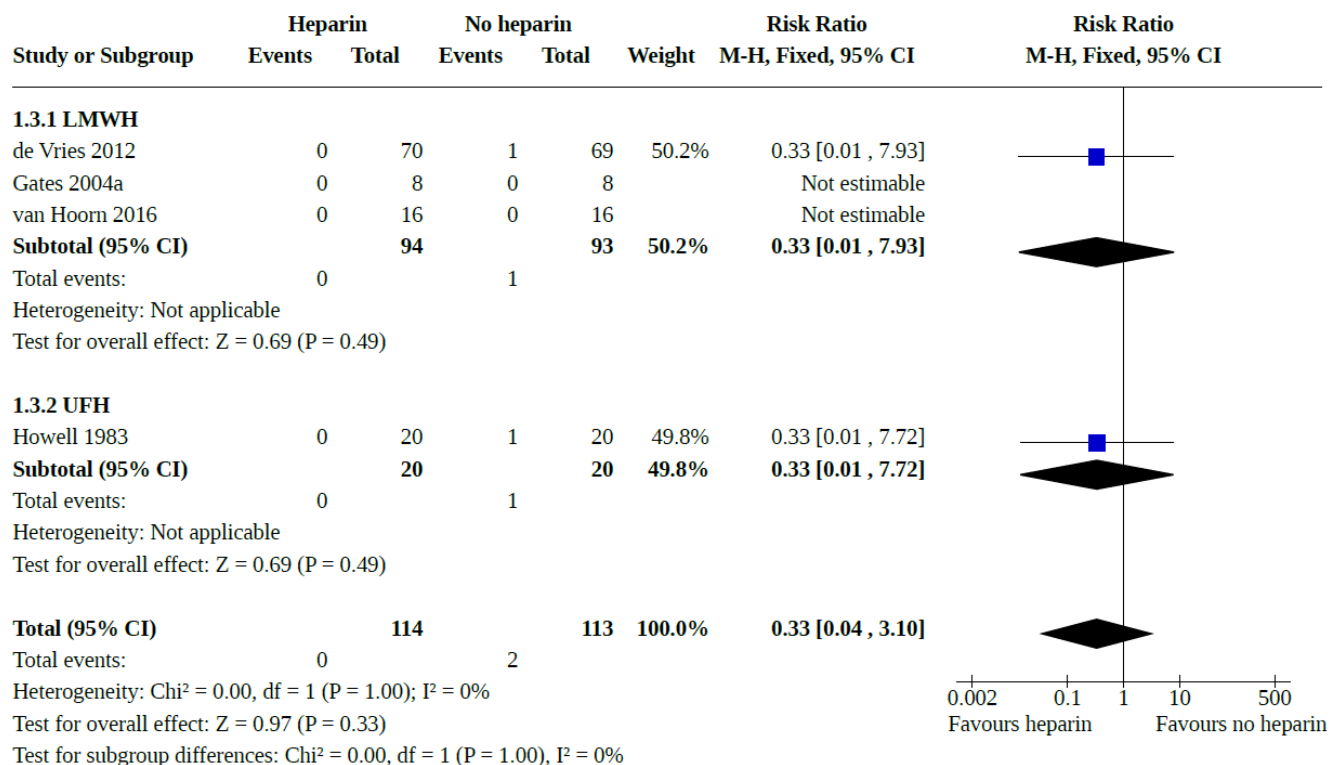 Heparin No heparin Risk Ratio Risk Ratio
Study or Subgroup Events Total Events Total Weight M-H, Fixed, 95% CI M-H, Fixed, 95% CI
1.3.1 LMWH
de Vries 2012 0 70 1 69 50.2% 0.33 [0.01 , 7.93]
Gates 2004a 0 8 0 8 Not estimable
van Hoorn 2016 0 16 0 16 Not estimable
Subtotal (95% CI) 94 93 50.2% 0.33 [0.01 , 7.93]
Total events: 0 1
Heterogeneity: Not applicable
Test for overall effect: Z = 0.69 (P = 0.49)
1.3.2 UFH
Howell 1983 0 20 1 20 49.8% 0.33 [0.01 , 7.72]
Subtotal (95% CI) 20 20 49.8% 0.33 [0.01 , 7.72]
Total events: 0 1
Heterogeneity: Not applicable
Test for overall effect: Z = 0.69 (P = 0.49)
Total (95% CI) 114 113 100.0% 0.33 [0.04 , 3.10]
Total events: 0 2
Heterogeneity: Chi² = 0.00, df = 1 (P = 1.00); I² = 0%
Test for overall effect: Z = 0.97 (P = 0.33)
Test for subgroup differences: Chi² = 0.00, df = 1 (P = 1.00), I² = 0%
0.002 0.1 1 10 500
Favours heparin Favours no heparin